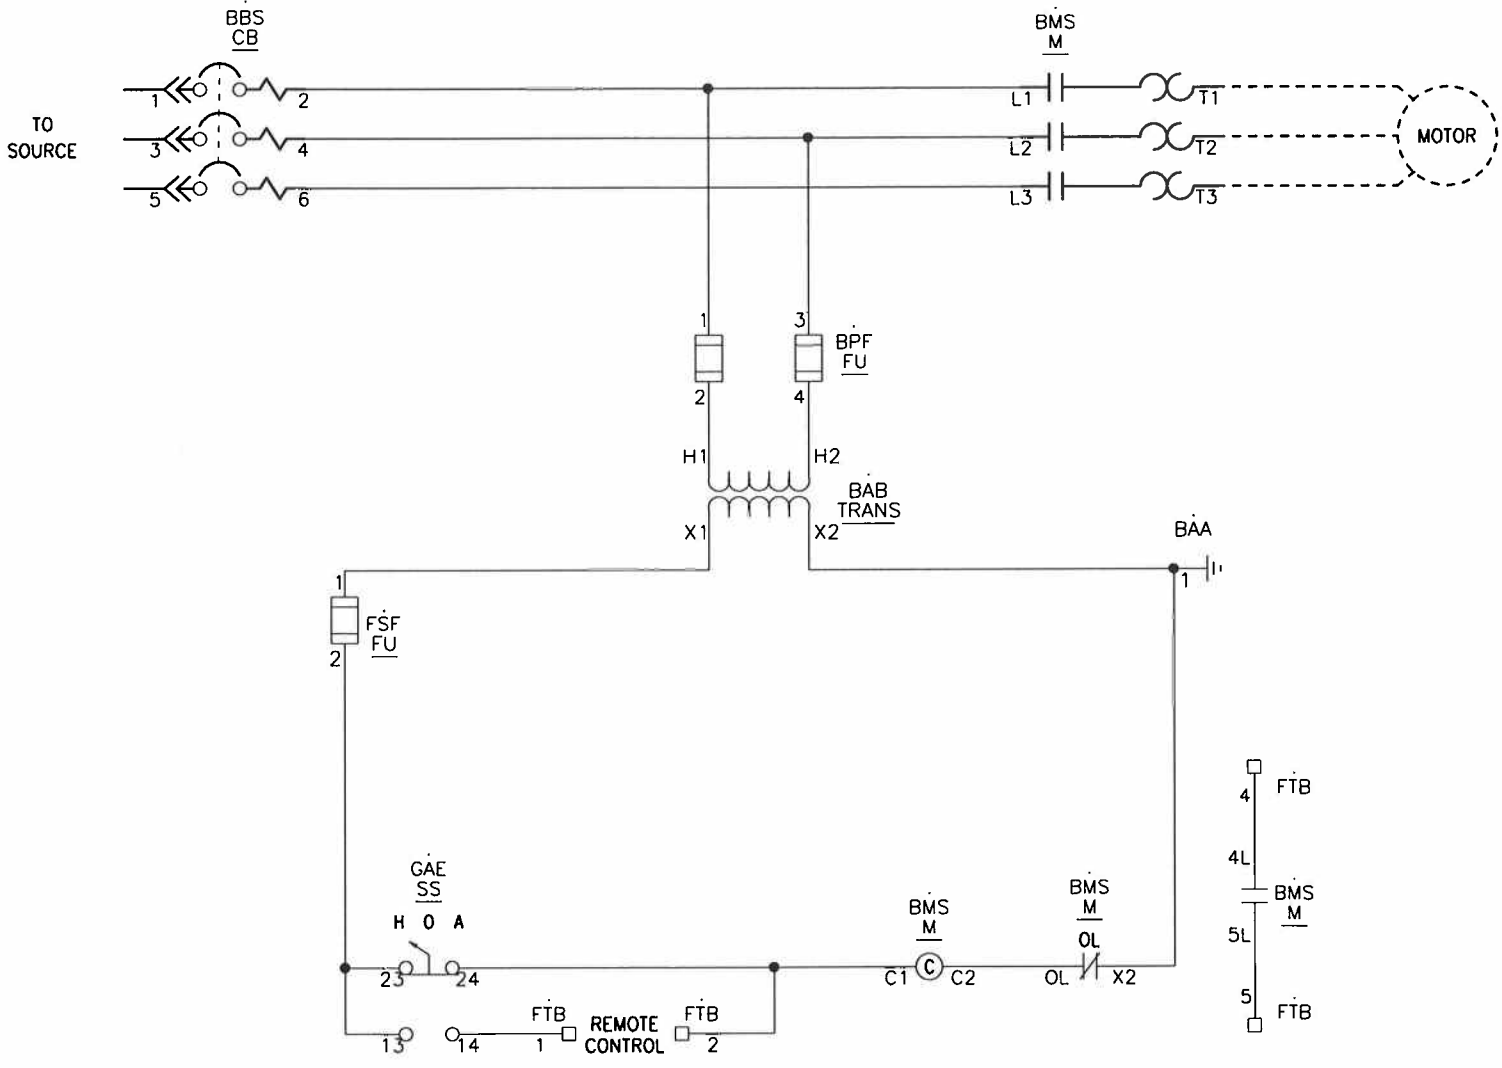 BBS
CB
BMS
M
TO
SOURCE
1
2
L1
T1
3
4
L2
T2
MOTOR
5
6
L3
T3
1
3
BPF
FU
2
4
H1
H2
BAB
TRANS
X1
X2
BAA
1
1
FSF
FU
2
GAE
SS
H O A
23
24
BMS
M
C
C1
C2
BMS
M
OL
OL
X2
13
14
FTB
1
REMOTE
CONTROL
FTB
2
FTB
4
4L
BMS
M
5L
5
FTB